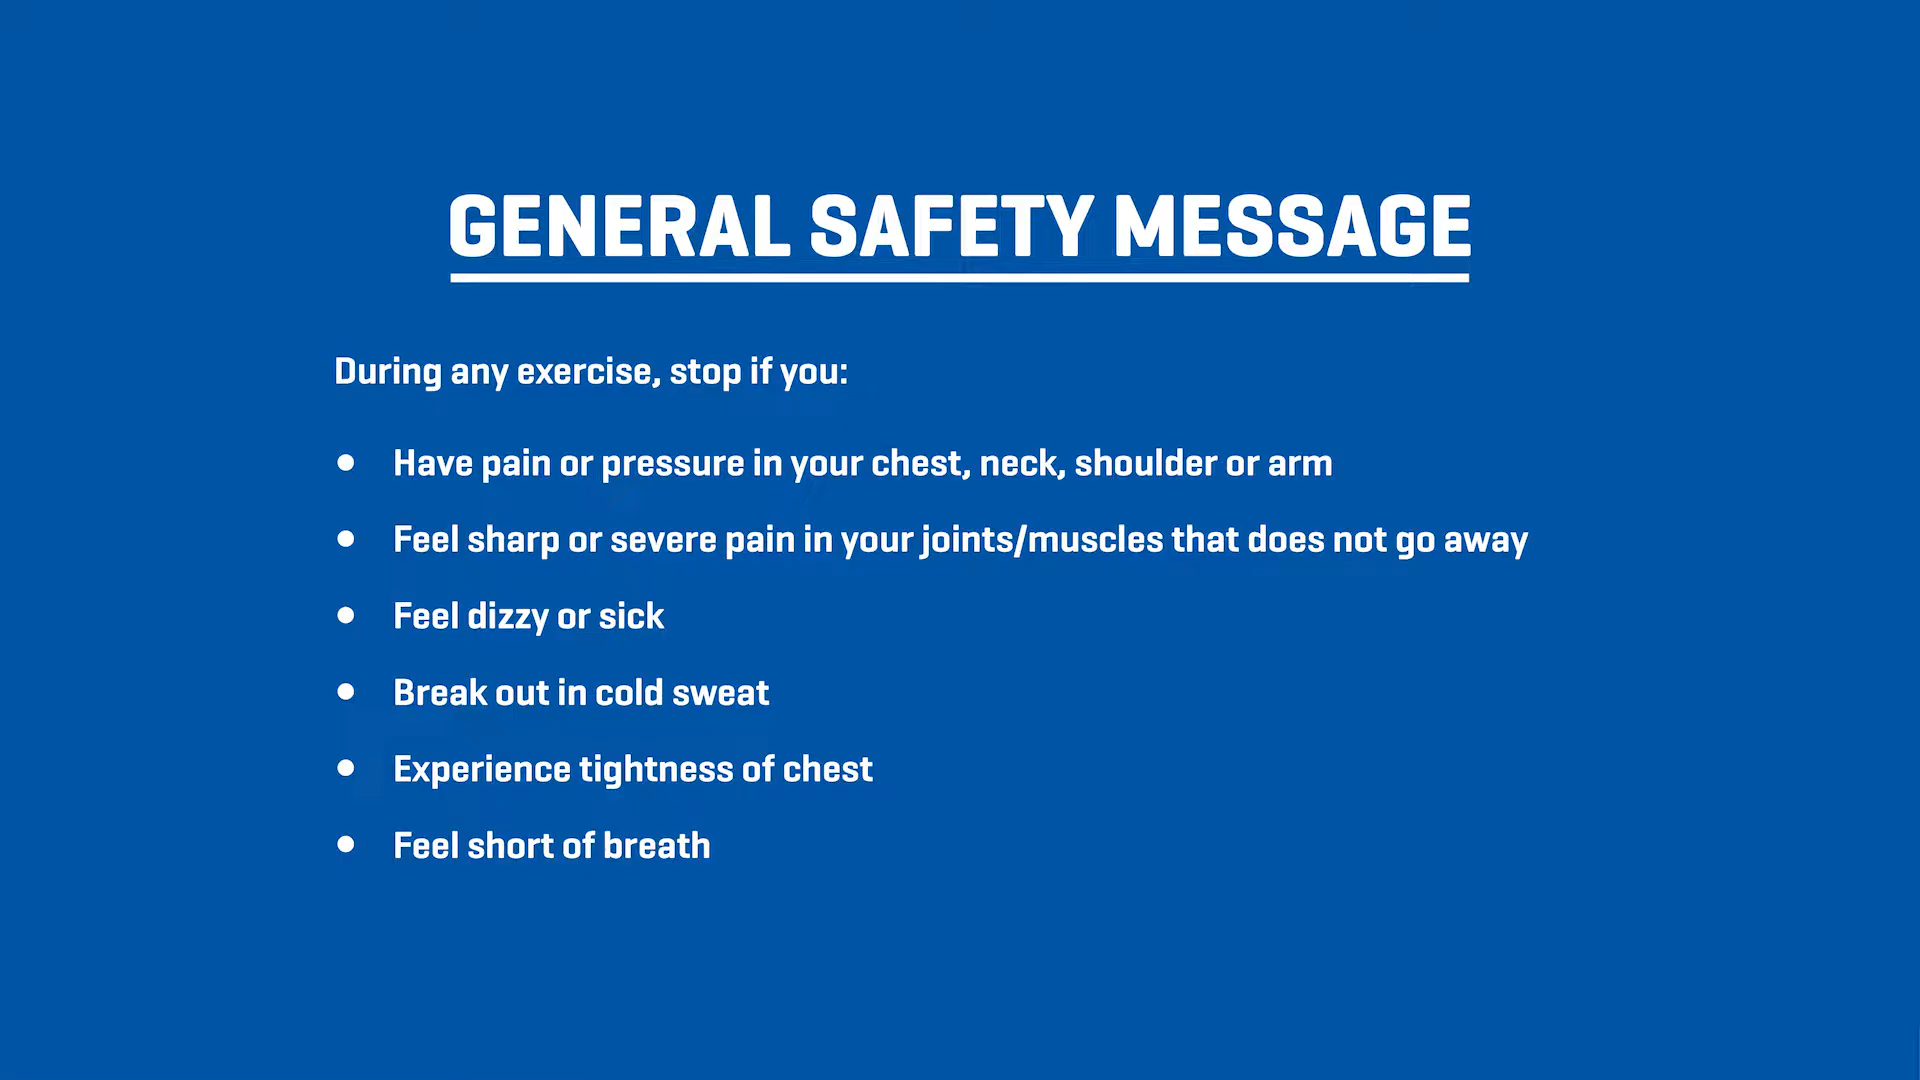 GENERAL SAFETY MESSAGE
During any exercise, stop if you:
• Have pain or pressure in your chest, neck, shoulder or arm
• Feel sharp or severe pain in your joints/muscles that does not go away
• Feel dizzy or sick
• Break out in cold sweat
• Experience tightness of chest
• Feel short of breath